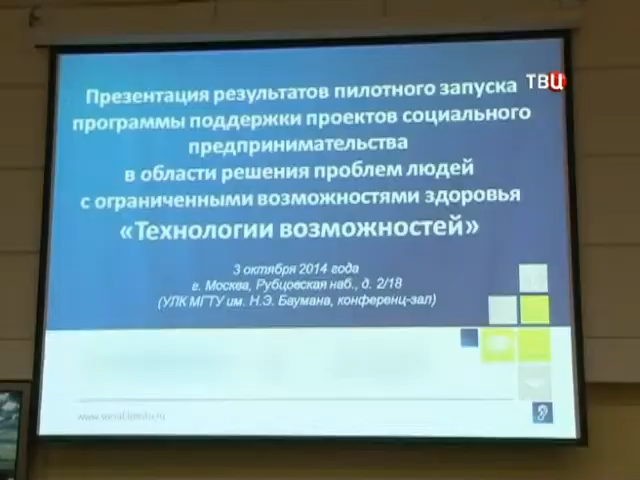 ТВЦ
Презентация результатов пилотного запуска
программы поддержки проектов социального
предпринимательства
в области решения проблем людей
с ограниченными возможностями здоровья
«Технологии возможностей»
3 октября 2014 года
г. Москва, Рубцовская наб., д. 2/18
(УЛК МГТУ им. Н.Э. Баумана, конференц-зал)